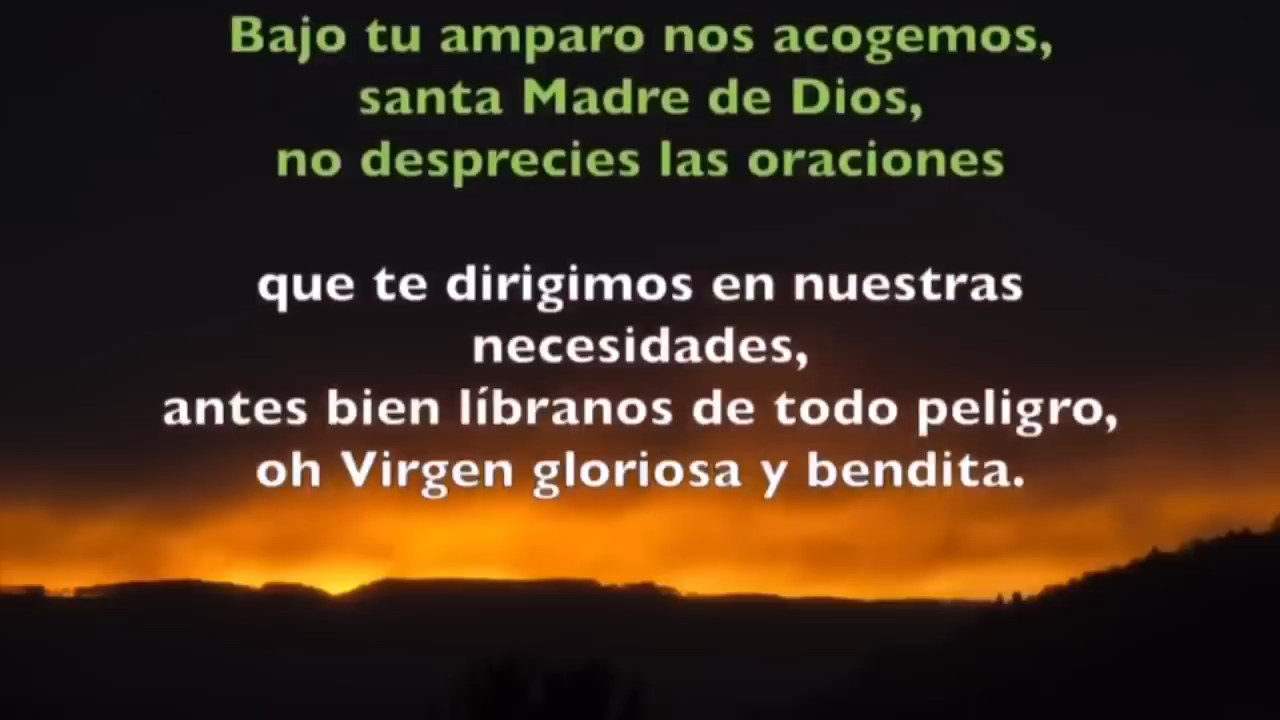 Bajo tu amparo nos acogemos,
santa Madre de Dios,
no desprecies las oraciones
que te dirigimos en nuestras
necesidades,
antes bien líbranos de todo peligro,
oh Virgen gloriosa y bendita.